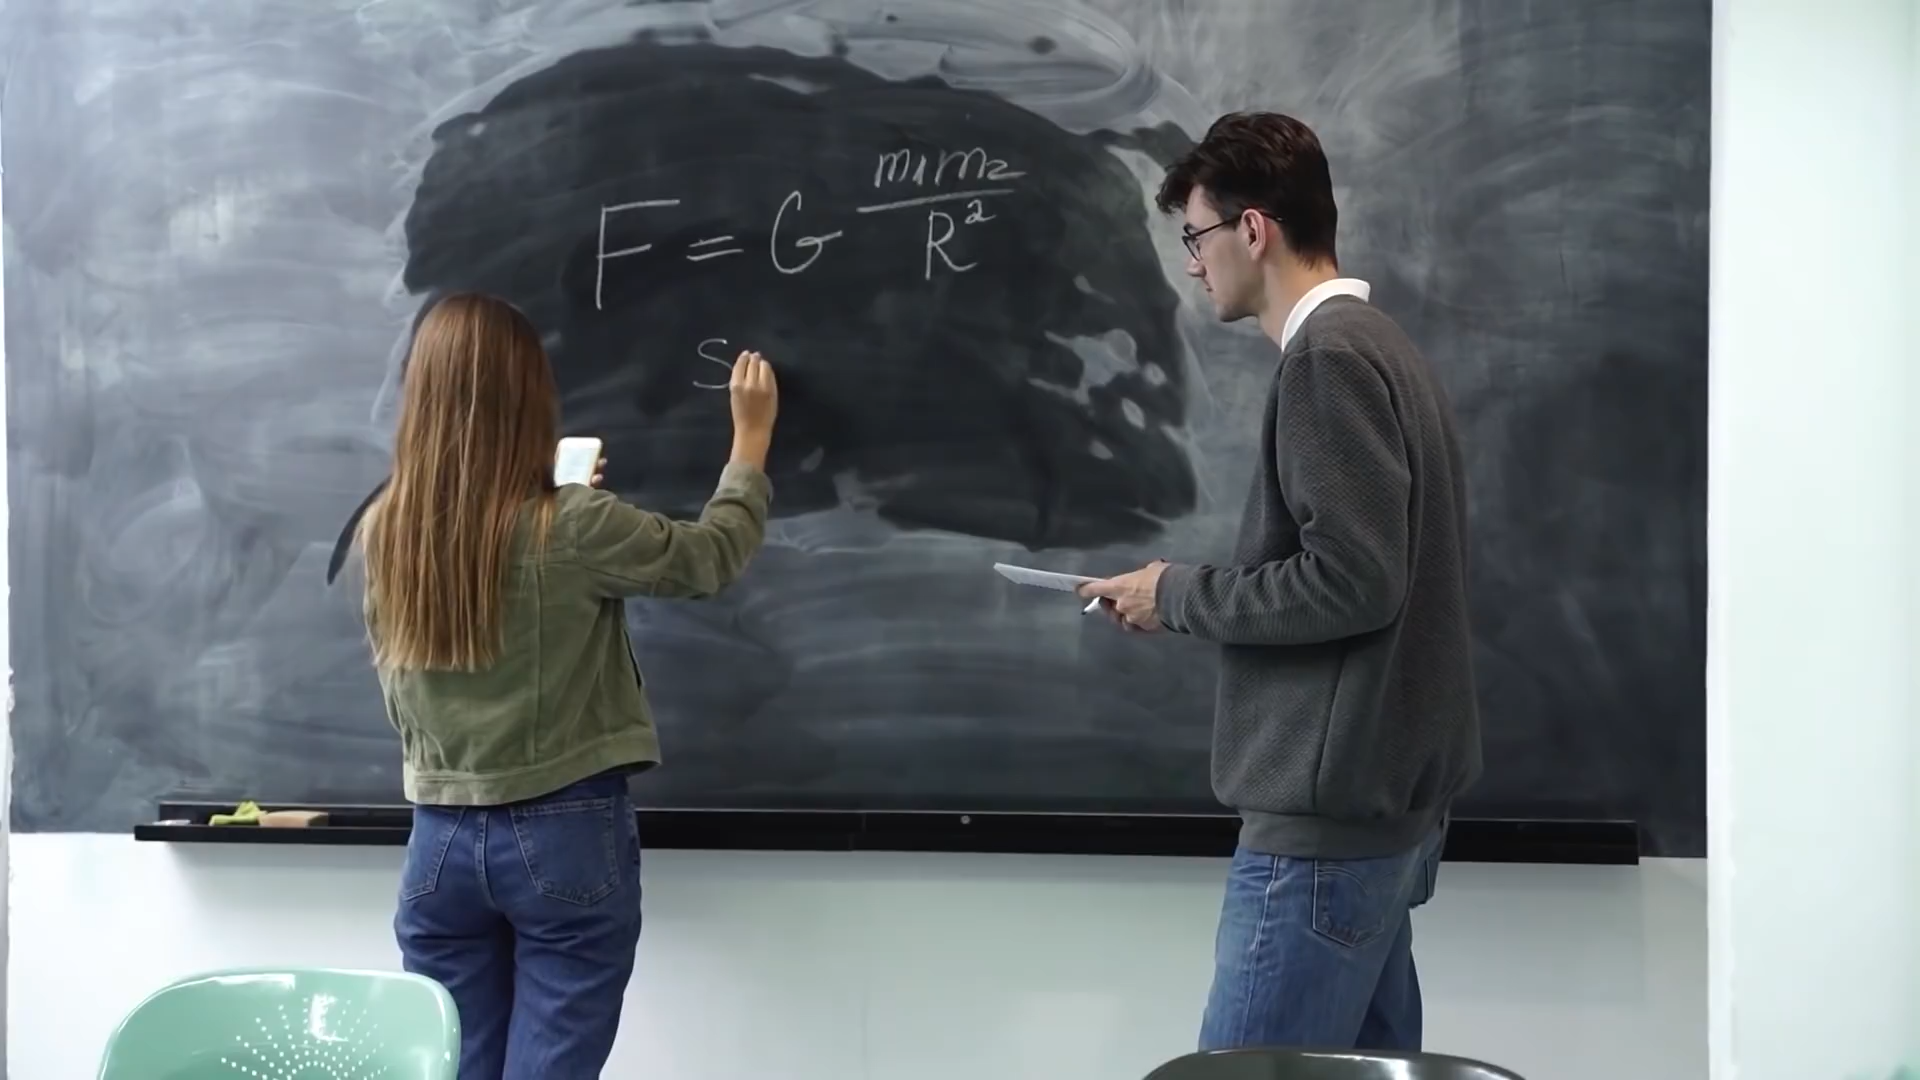 F = G m1m2/R²
S